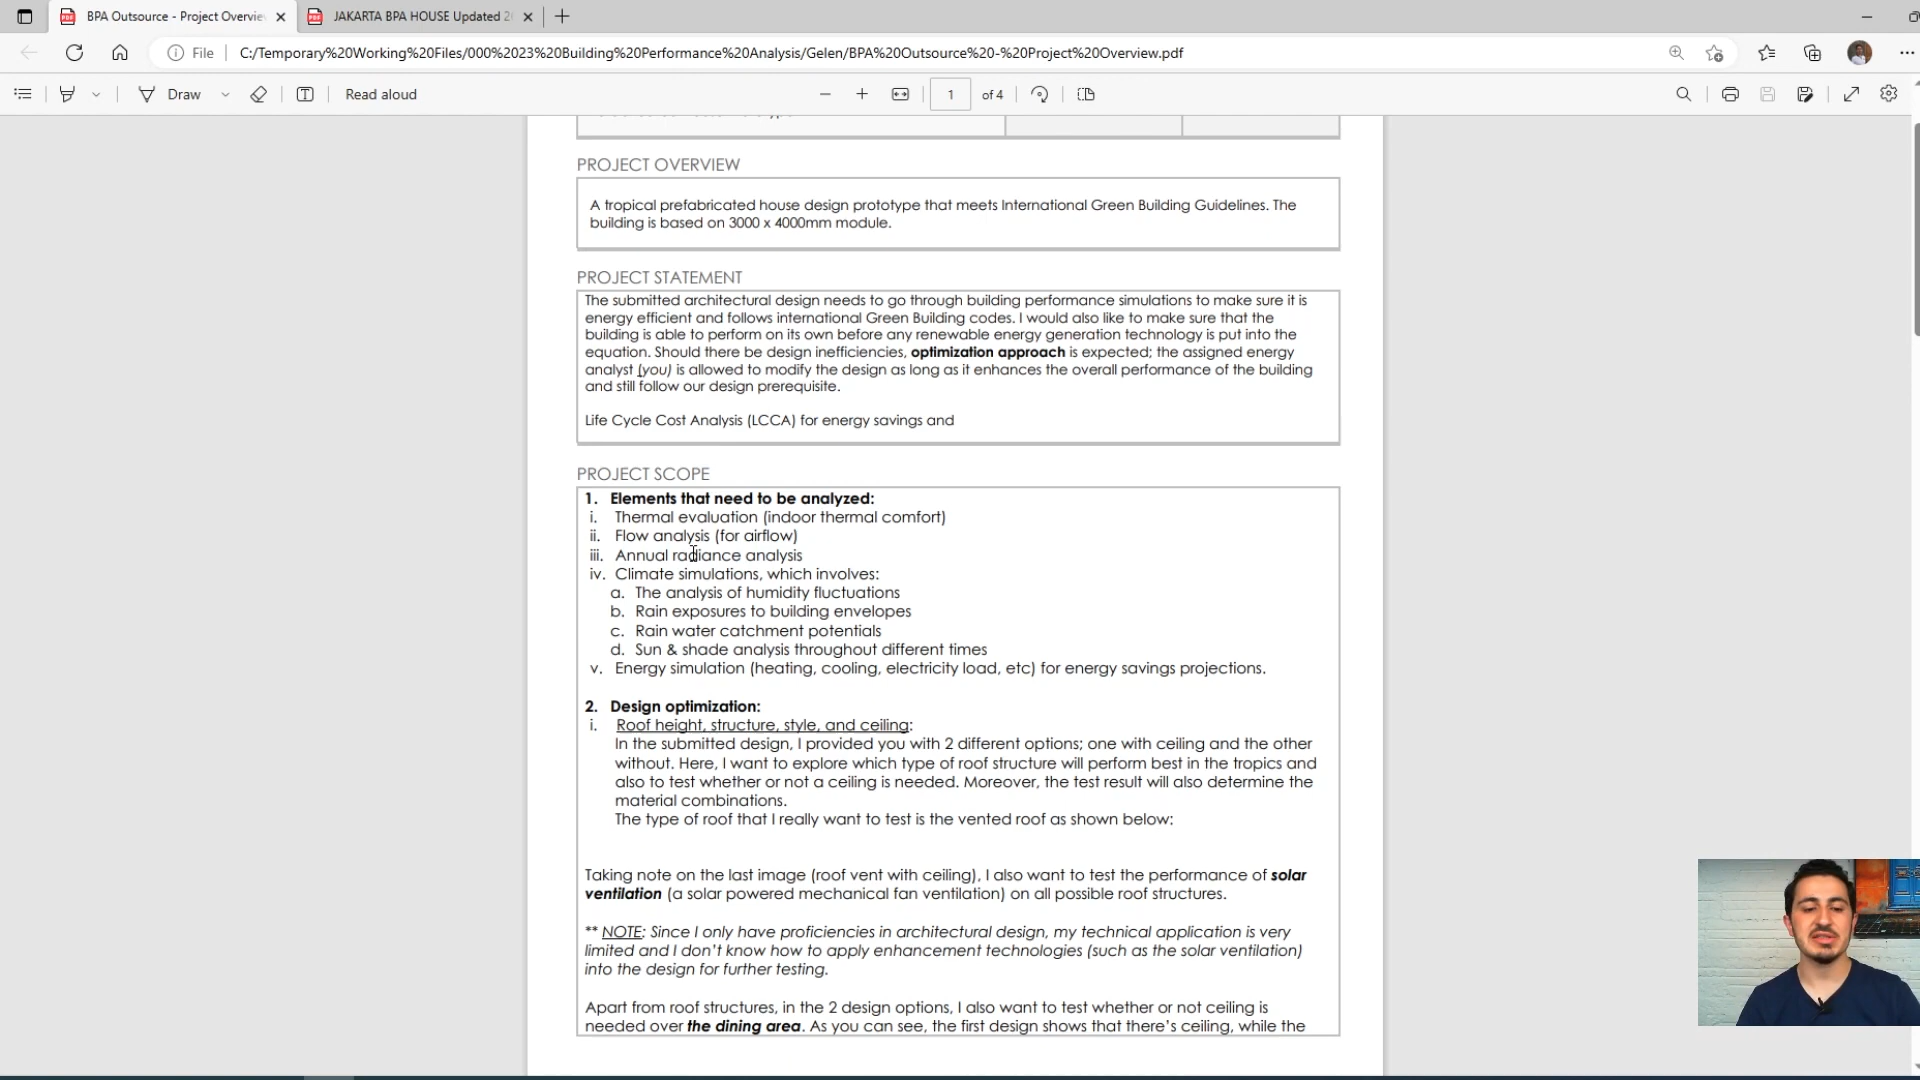 BPA Outsource - Project Overvie
JAKARTA BPA HOUSE Updated 2
File
C:/Temporary%20Working%20Files/000%2023%20Building%20Performance%20Analysis/Gelen/BPA%20Outsource%20-%20Project%20Overview.pdf
Draw
Read aloud
1
of 4
PROJECT OVERVIEW
A tropical prefabricated house design prototype that meets International Green Building Guidelines. The
building is based on 3000 x 4000mm module.
PROJECT STATEMENT
The submitted architectural design needs to go through building performance simulations to make sure it is
energy efficient and follows international Green Building codes. I would also like to make sure that the
building is able to perform on its own before any renewable energy generation technology is put into the
equation. Should there be design inefficiencies, optimization approach is expected; the assigned energy
analyst (you) is allowed to modify the design as long as it enhances the overall performance of the building
and still follow our design prerequisite.
Life Cycle Cost Analysis (LCCA) for energy savings and
PROJECT SCOPE
1. Elements that need to be analyzed:
i. Thermal evaluation (indoor thermal comfort)
ii. Flow analysis (for airflow)
iii. Annual radiance analysis
iv. Climate simulations, which involves:
a. The analysis of humidity fluctuations
b. Rain exposures to building envelopes
c. Rain water catchment potentials
d. Sun & shade analysis throughout different times
v. Energy simulation (heating, cooling, electricity load, etc) for energy savings projections.
2. Design optimization:
i. Roof height, structure, style, and ceiling:
In the submitted design, I provided you with 2 different options; one with ceiling and the other
without. Here, I want to explore which type of roof structure will perform best in the tropics and
also to test whether or not a ceiling is needed. Moreover, the test result will also determine the
material combinations.
The type of roof that I really want to test is the vented roof as shown below:
Taking note on the last image (roof vent with ceiling), I also want to test the performance of solar
ventilation (a solar powered mechanical fan ventilation) on all possible roof structures.
** NOTE: Since I only have proficiencies in architectural design, my technical application is very
limited and I don't know how to apply enhancement technologies (such as the solar ventilation)
into the design for further testing.
Apart from roof structures, in the 2 design options, I also want to test whether or not ceiling is
needed over the dining area. As you can see, the first design shows that there's ceiling, while the